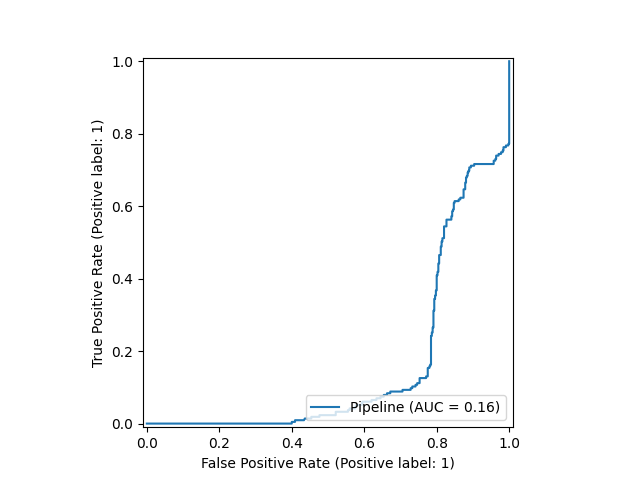 1.0
0.8
0.6
0.4
0.2
0.0
True Positive Rate (Positive label: 1)
Pipeline (AUC = 0.16)
0.0 0.2 0.4 0.6 0.8 1.0
False Positive Rate (Positive label: 1)